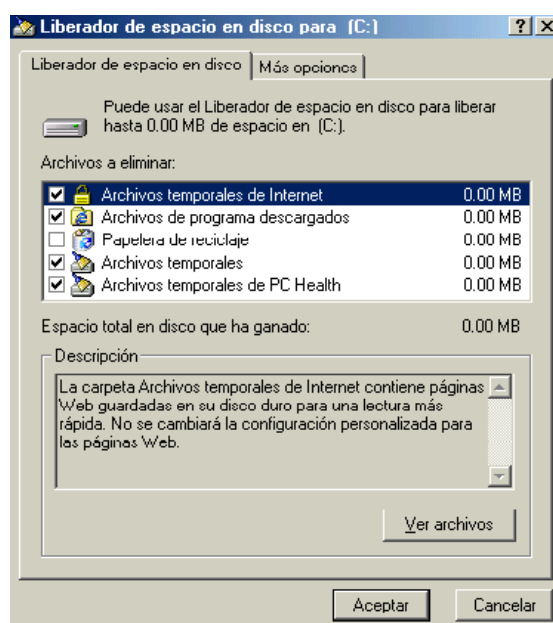 Liberador de espacio en disco para (C:)
Liberador de espacio en disco
Más opciones
Puede usar el Liberador de espacio en disco para liberar
hasta 0.00 MB de espacio en (C:).
Archivos a eliminar:
Archivos temporales de Internet 0.00 MB
Archivos de programa descargados 0.00 MB
Papelera de reciclaje 0.00 MB
Archivos temporales 0.00 MB
Archivos temporales de PC Health 0.00 MB
Espacio total en disco que ha ganado: 0.00 MB
Descripción
La carpeta Archivos temporales de Internet contiene páginas
Web guardadas en su disco duro para una lectura más
rápida. No se cambiará la configuración personalizada para
las páginas Web.
Ver archivos
Aceptar Cancelar